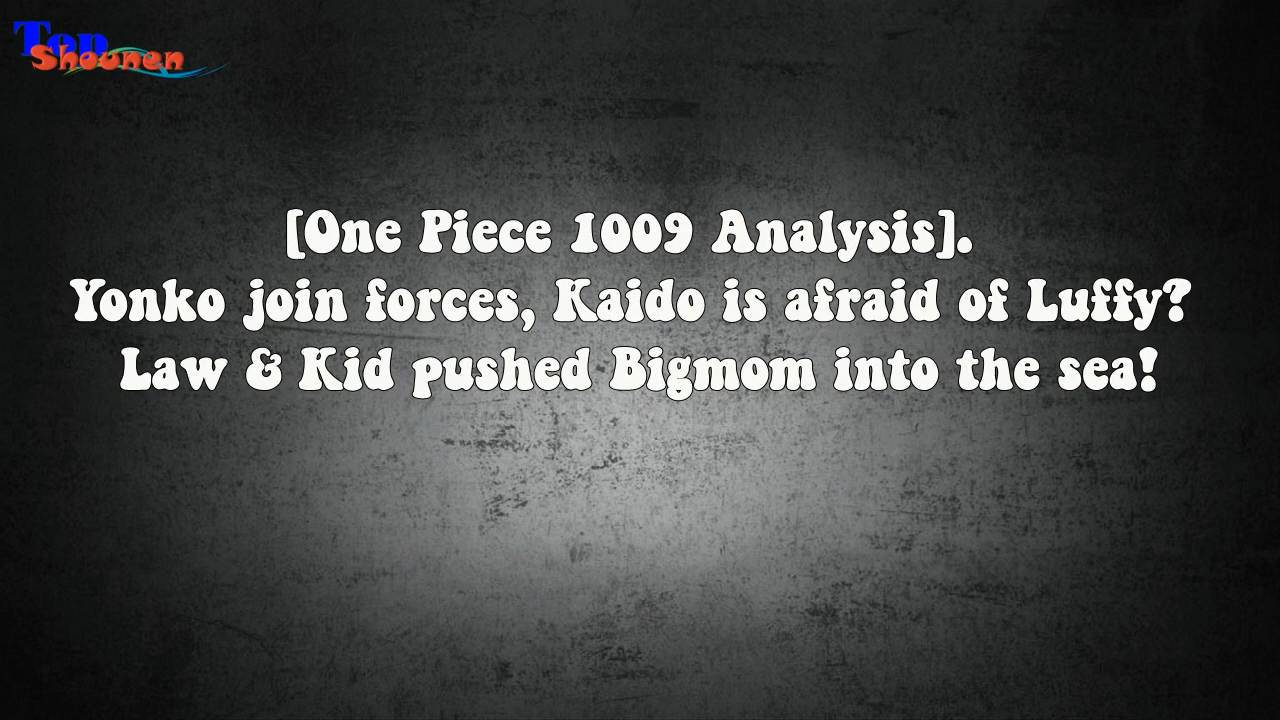 Top
Shoonen
[One Piece 1009 Analysis].
Yonko join forces, Kaido is afraid of Luffy?
Law & Kid pushed Bigmom into the sea!